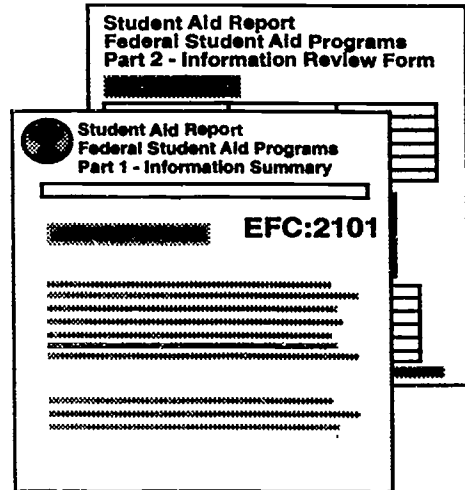 Student Aid Report
Federal Student Aid Programs
Part 2 - Information Review Form
Student Aid Report
Federal Student Aid Programs
Part 1 - Information Summary
EFC:2101